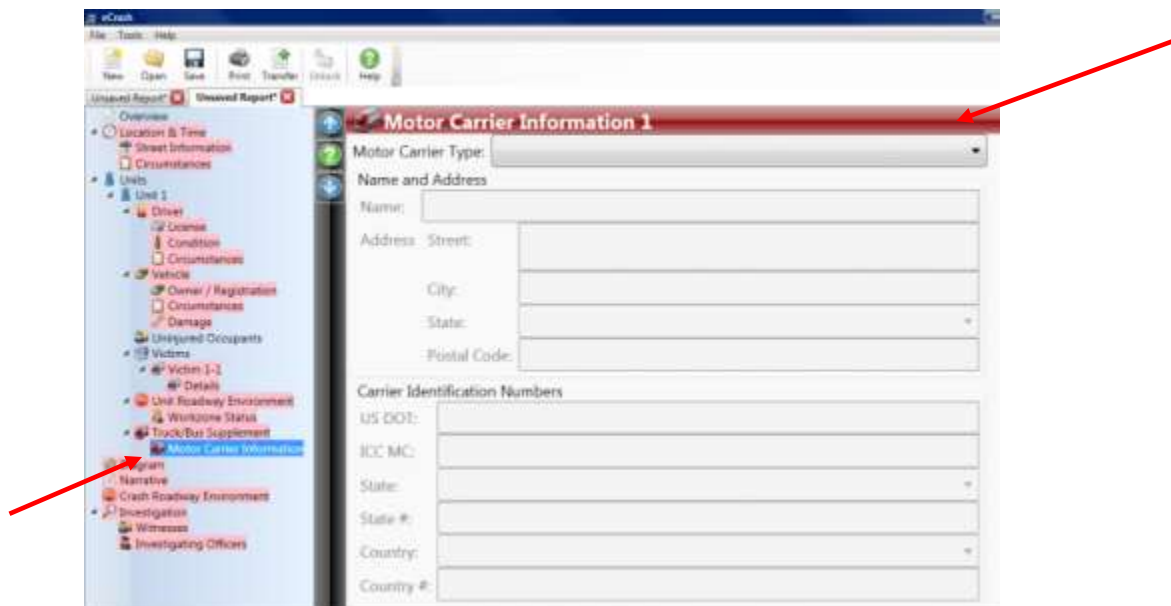 eCrash
File Tools Help
New Open Save Print Transfer Unlock Help
Unsaved Report* Unsaved Report*
Overview
Location & Time
Street Information
Circumstances
Units
Unit 1
Driver
License
Condition
Circumstances
Vehicle
Owner / Registration
Circumstances
Damage
Uninjured Occupants
Victims
Victim 1-1
Details
Unit Roadway Environment
Workzone Status
Truck/Bus Supplement
Motor Carrier Information
Diagram
Narrative
Crash Roadway Environment
Investigation
Witnesses
Investigating Officers
Motor Carrier Information 1
Motor Carrier Type:
Name and Address
Name:
Address Street:
City:
State:
Postal Code:
Carrier Identification Numbers
US DOT:
ICC MC:
State:
State #:
Country:
Country #: